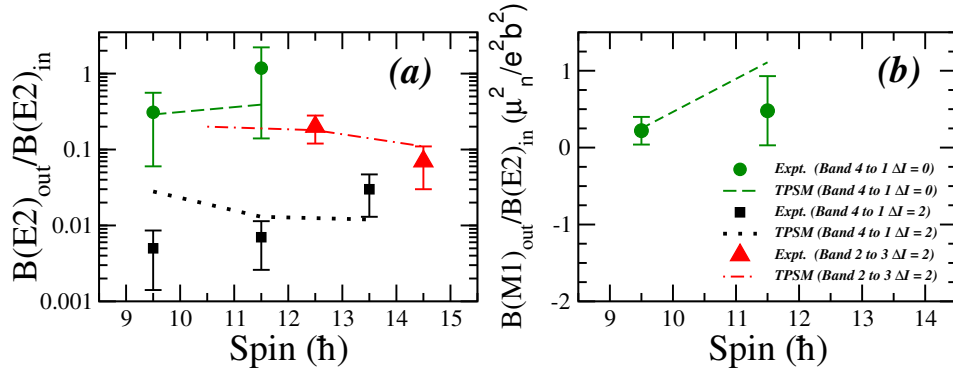 B(E2)out/B(E2)in
1
0.1
0.01
0.001
(a)
9 10 11 12 13 14 15
Spin (ħ)
B(M1)out/B(E2)in (μ²n/e²b²)
1
0
-1
-2
(b)
Expt. (Band 4 to 1 ΔI = 0)
TPSM (Band 4 to 1 ΔI = 0)
Expt. (Band 4 to 1 ΔI = 2)
TPSM (Band 4 to 1 ΔI = 2)
Expt. (Band 2 to 3 ΔI = 2)
TPSM (Band 2 to 3 ΔI = 2)
9 10 11 12 13 14
Spin (ħ)